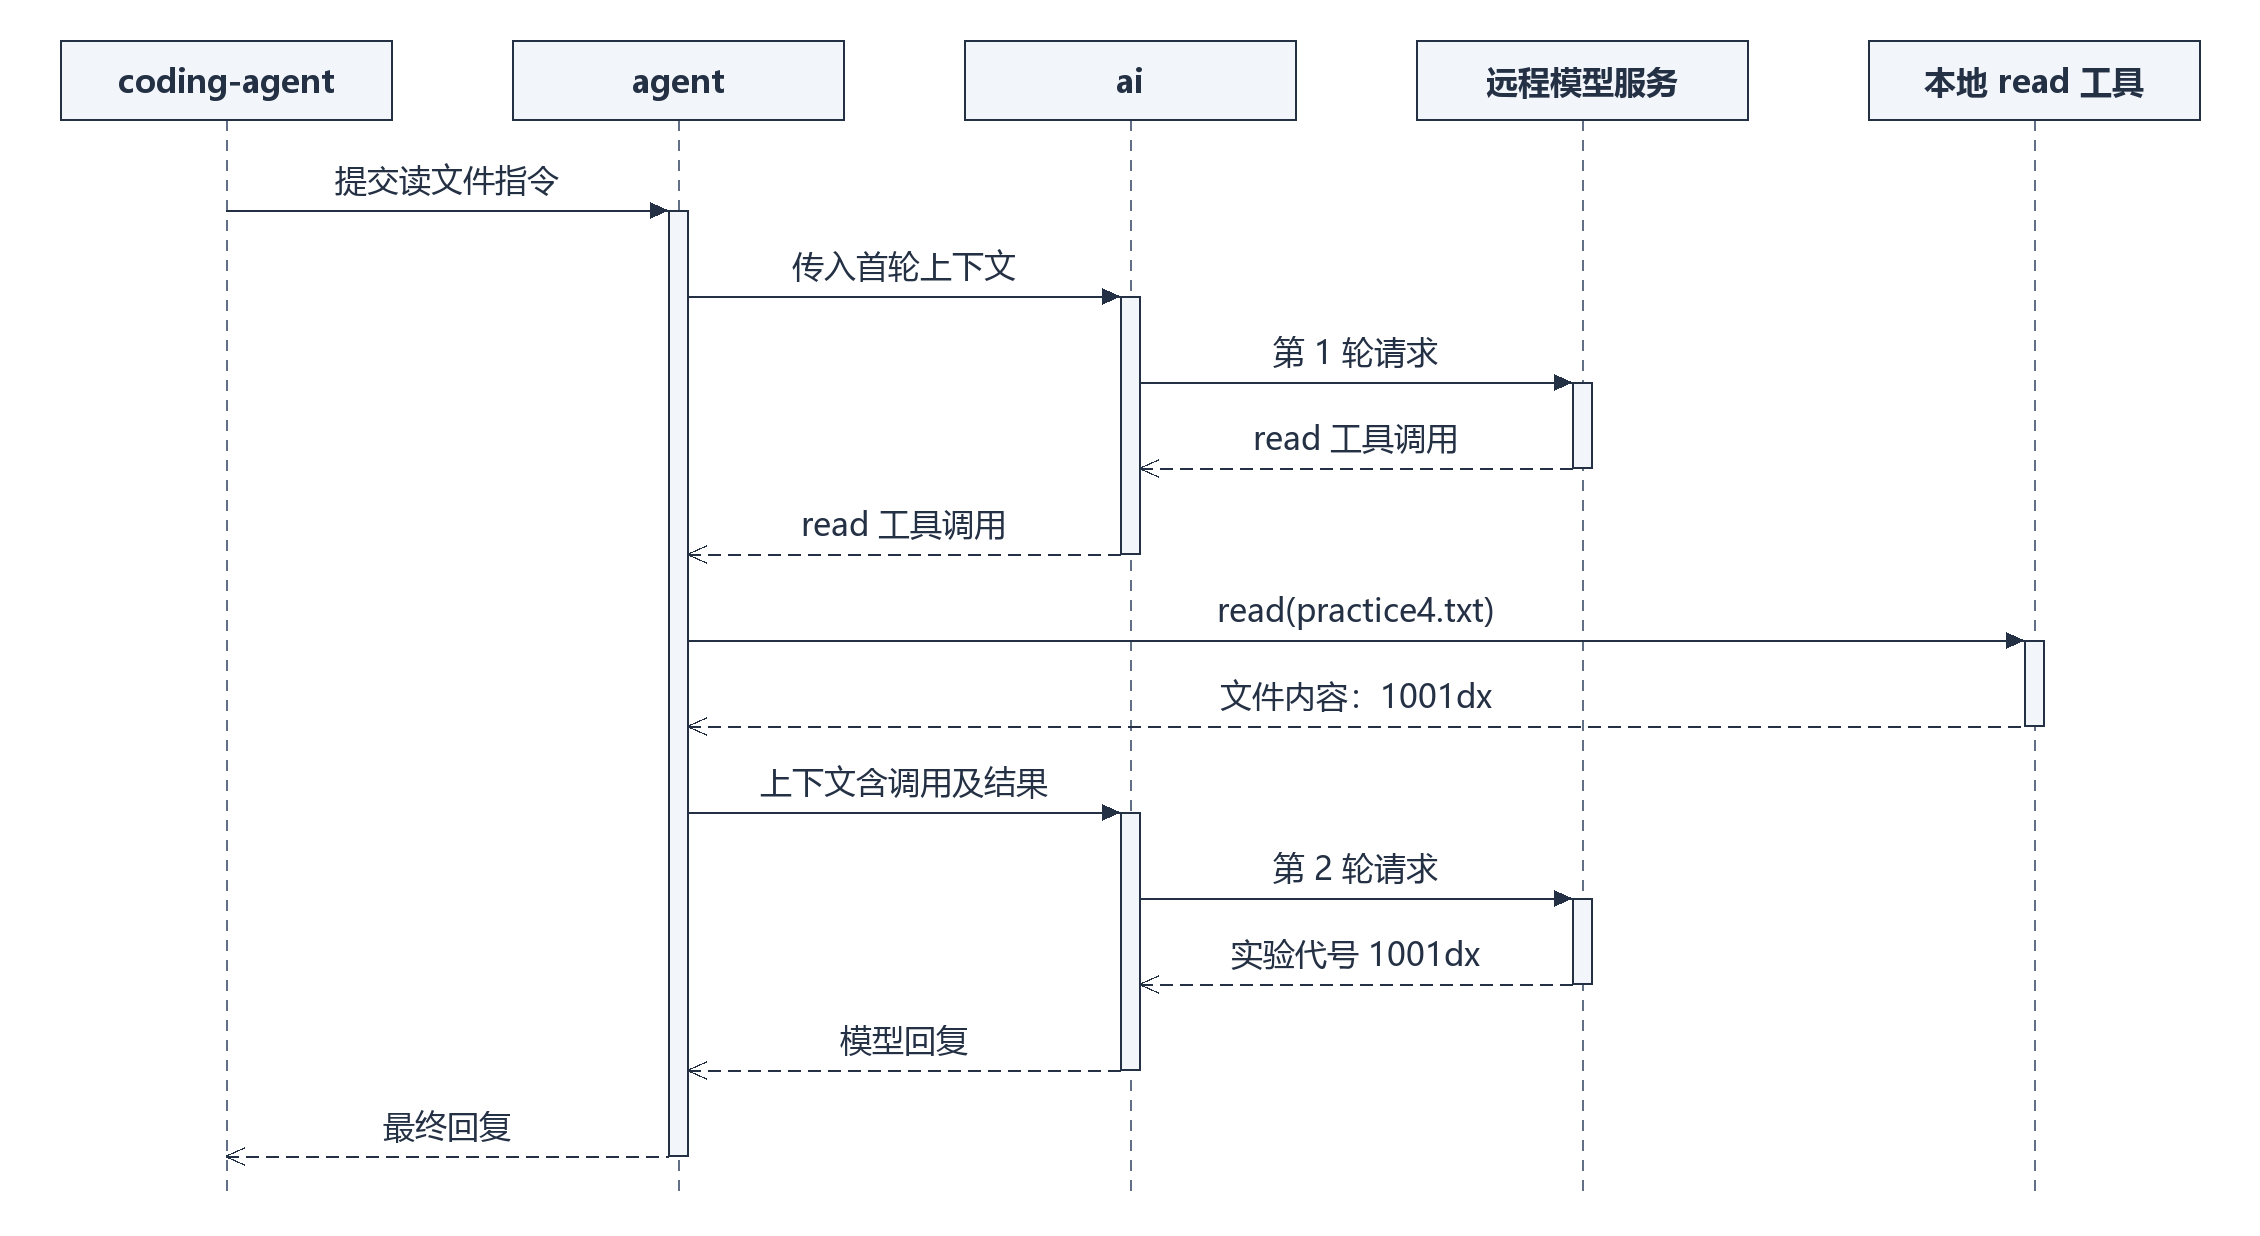 coding-agent
agent
ai
远程模型服务
本地 read 工具
提交读文件指令
传入首轮上下文
第 1 轮请求
read 工具调用
read 工具调用
read(practice4.txt)
文件内容：1001dx
上下文含调用及结果
第 2 轮请求
实验代号 1001dx
模型回复
最终回复